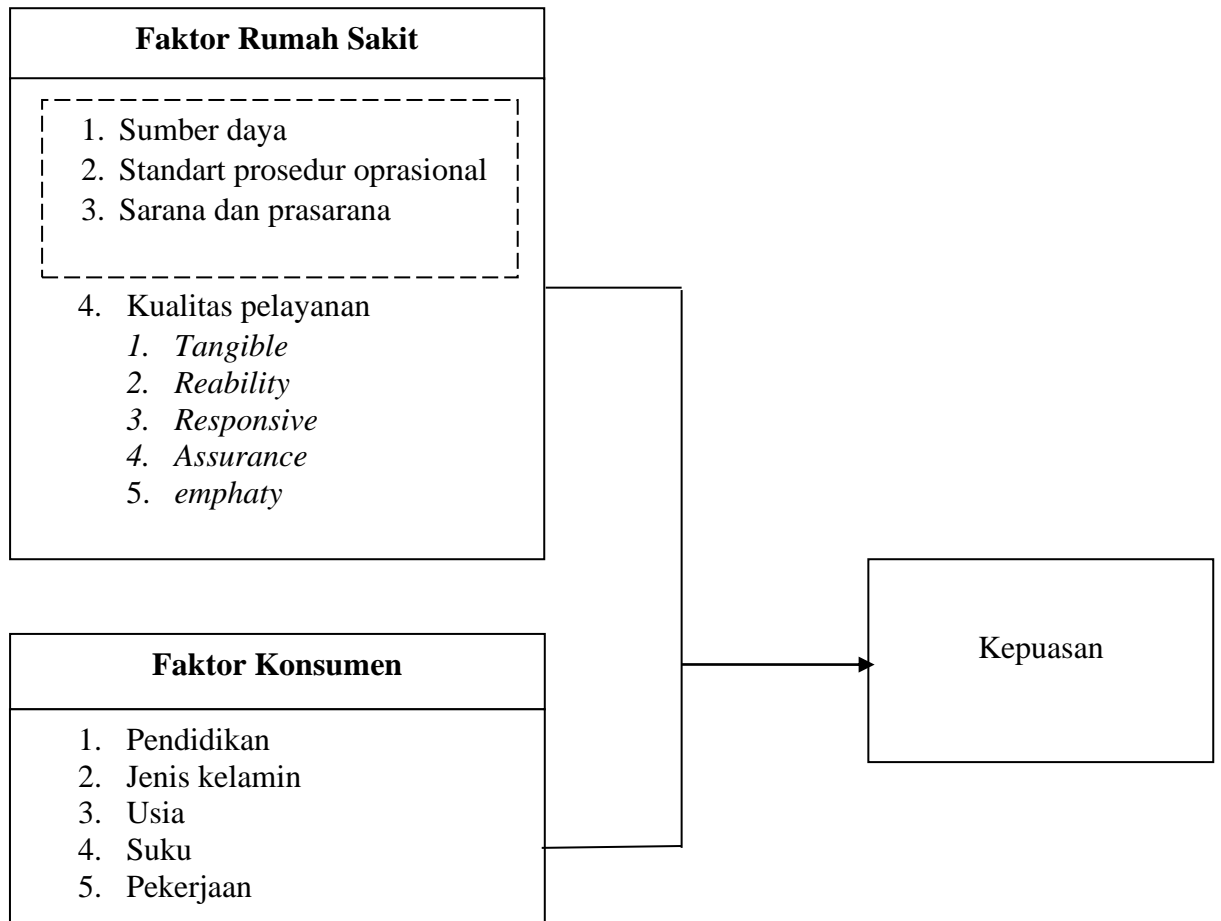 Faktor Rumah Sakit
1. Sumber daya
2. Standart prosedur oprasional
3. Sarana dan prasarana
4. Kualitas pelayanan
1. Tangible
2. Reability
3. Responsive
4. Assurance
5. emphaty
Faktor Konsumen
1. Pendidikan
2. Jenis kelamin
3. Usia
4. Suku
5. Pekerjaan
Kepuasan